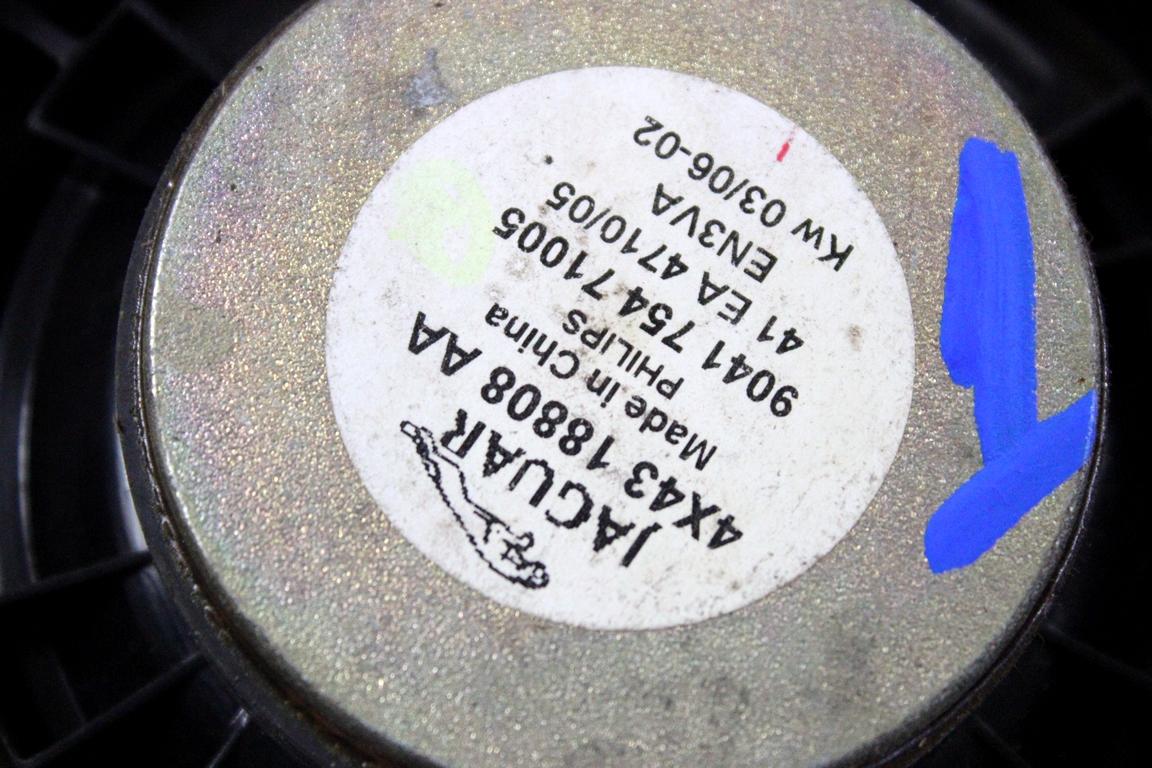 JAGUAR
4X43 18808 AA
Made in China
PHILIPS
9041 754 71005
41 EA 4710/05
EN3VA
KW 03/06-02